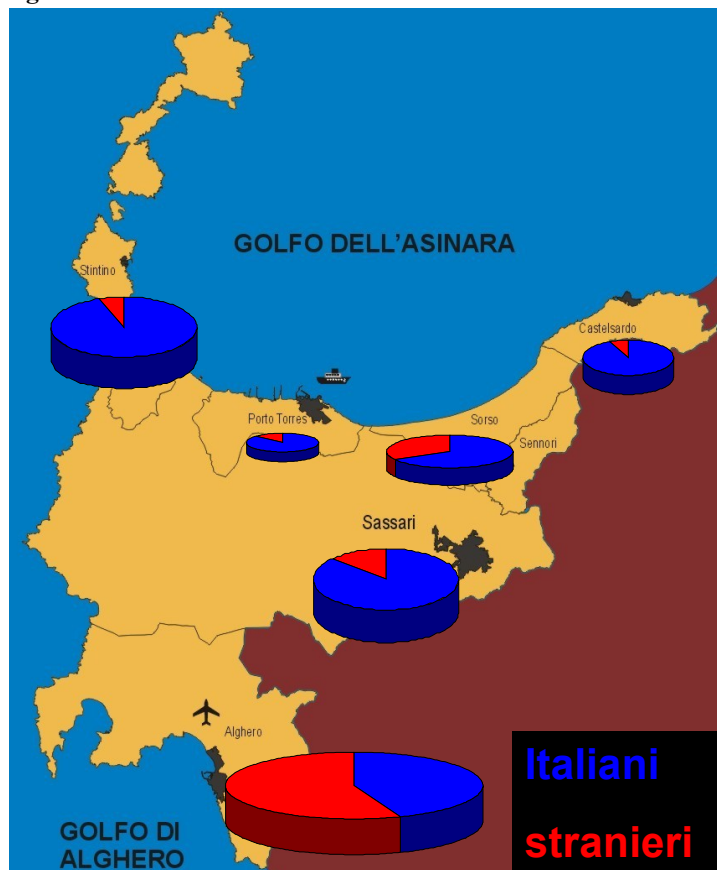 GOLFO DELL'ASINARA
Stintino
Castelsardo
Porto Torres
Sorso
Sennori
Sassari
Alghero
Italiani
GOLFO DI
ALGHERO
stranieri